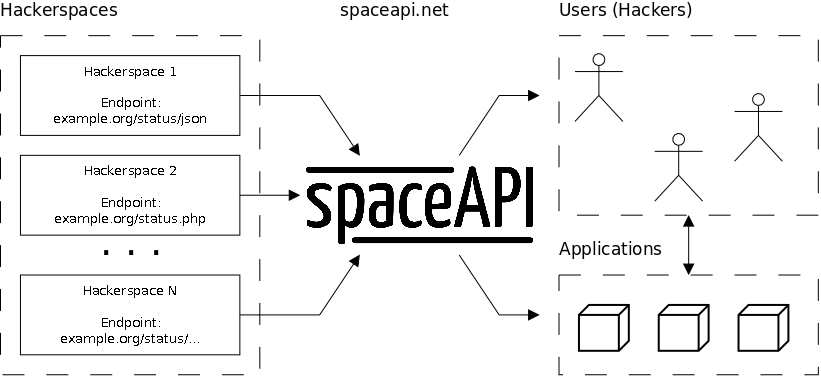 Hackerspaces
spaceapi.net
Users (Hackers)
Hackerspace 1
Endpoint:
example.org/status/json
Hackerspace 2
Endpoint:
example.org/status.php
. . .
Hackerspace N
Endpoint:
example.org/status/...
spaceAPI
Applications